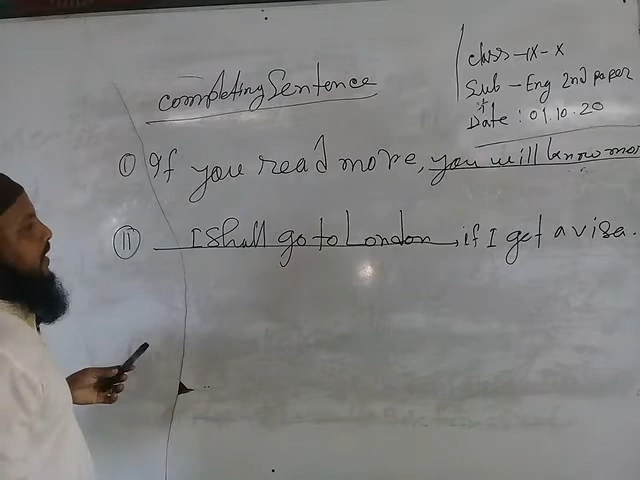 Class-IX-X
Sub - Eng 2nd paper
Date : 01.10.20
Completing Sentence
(i) If you read more, you will know mor
(ii) I shall go to London, if I get a visa.